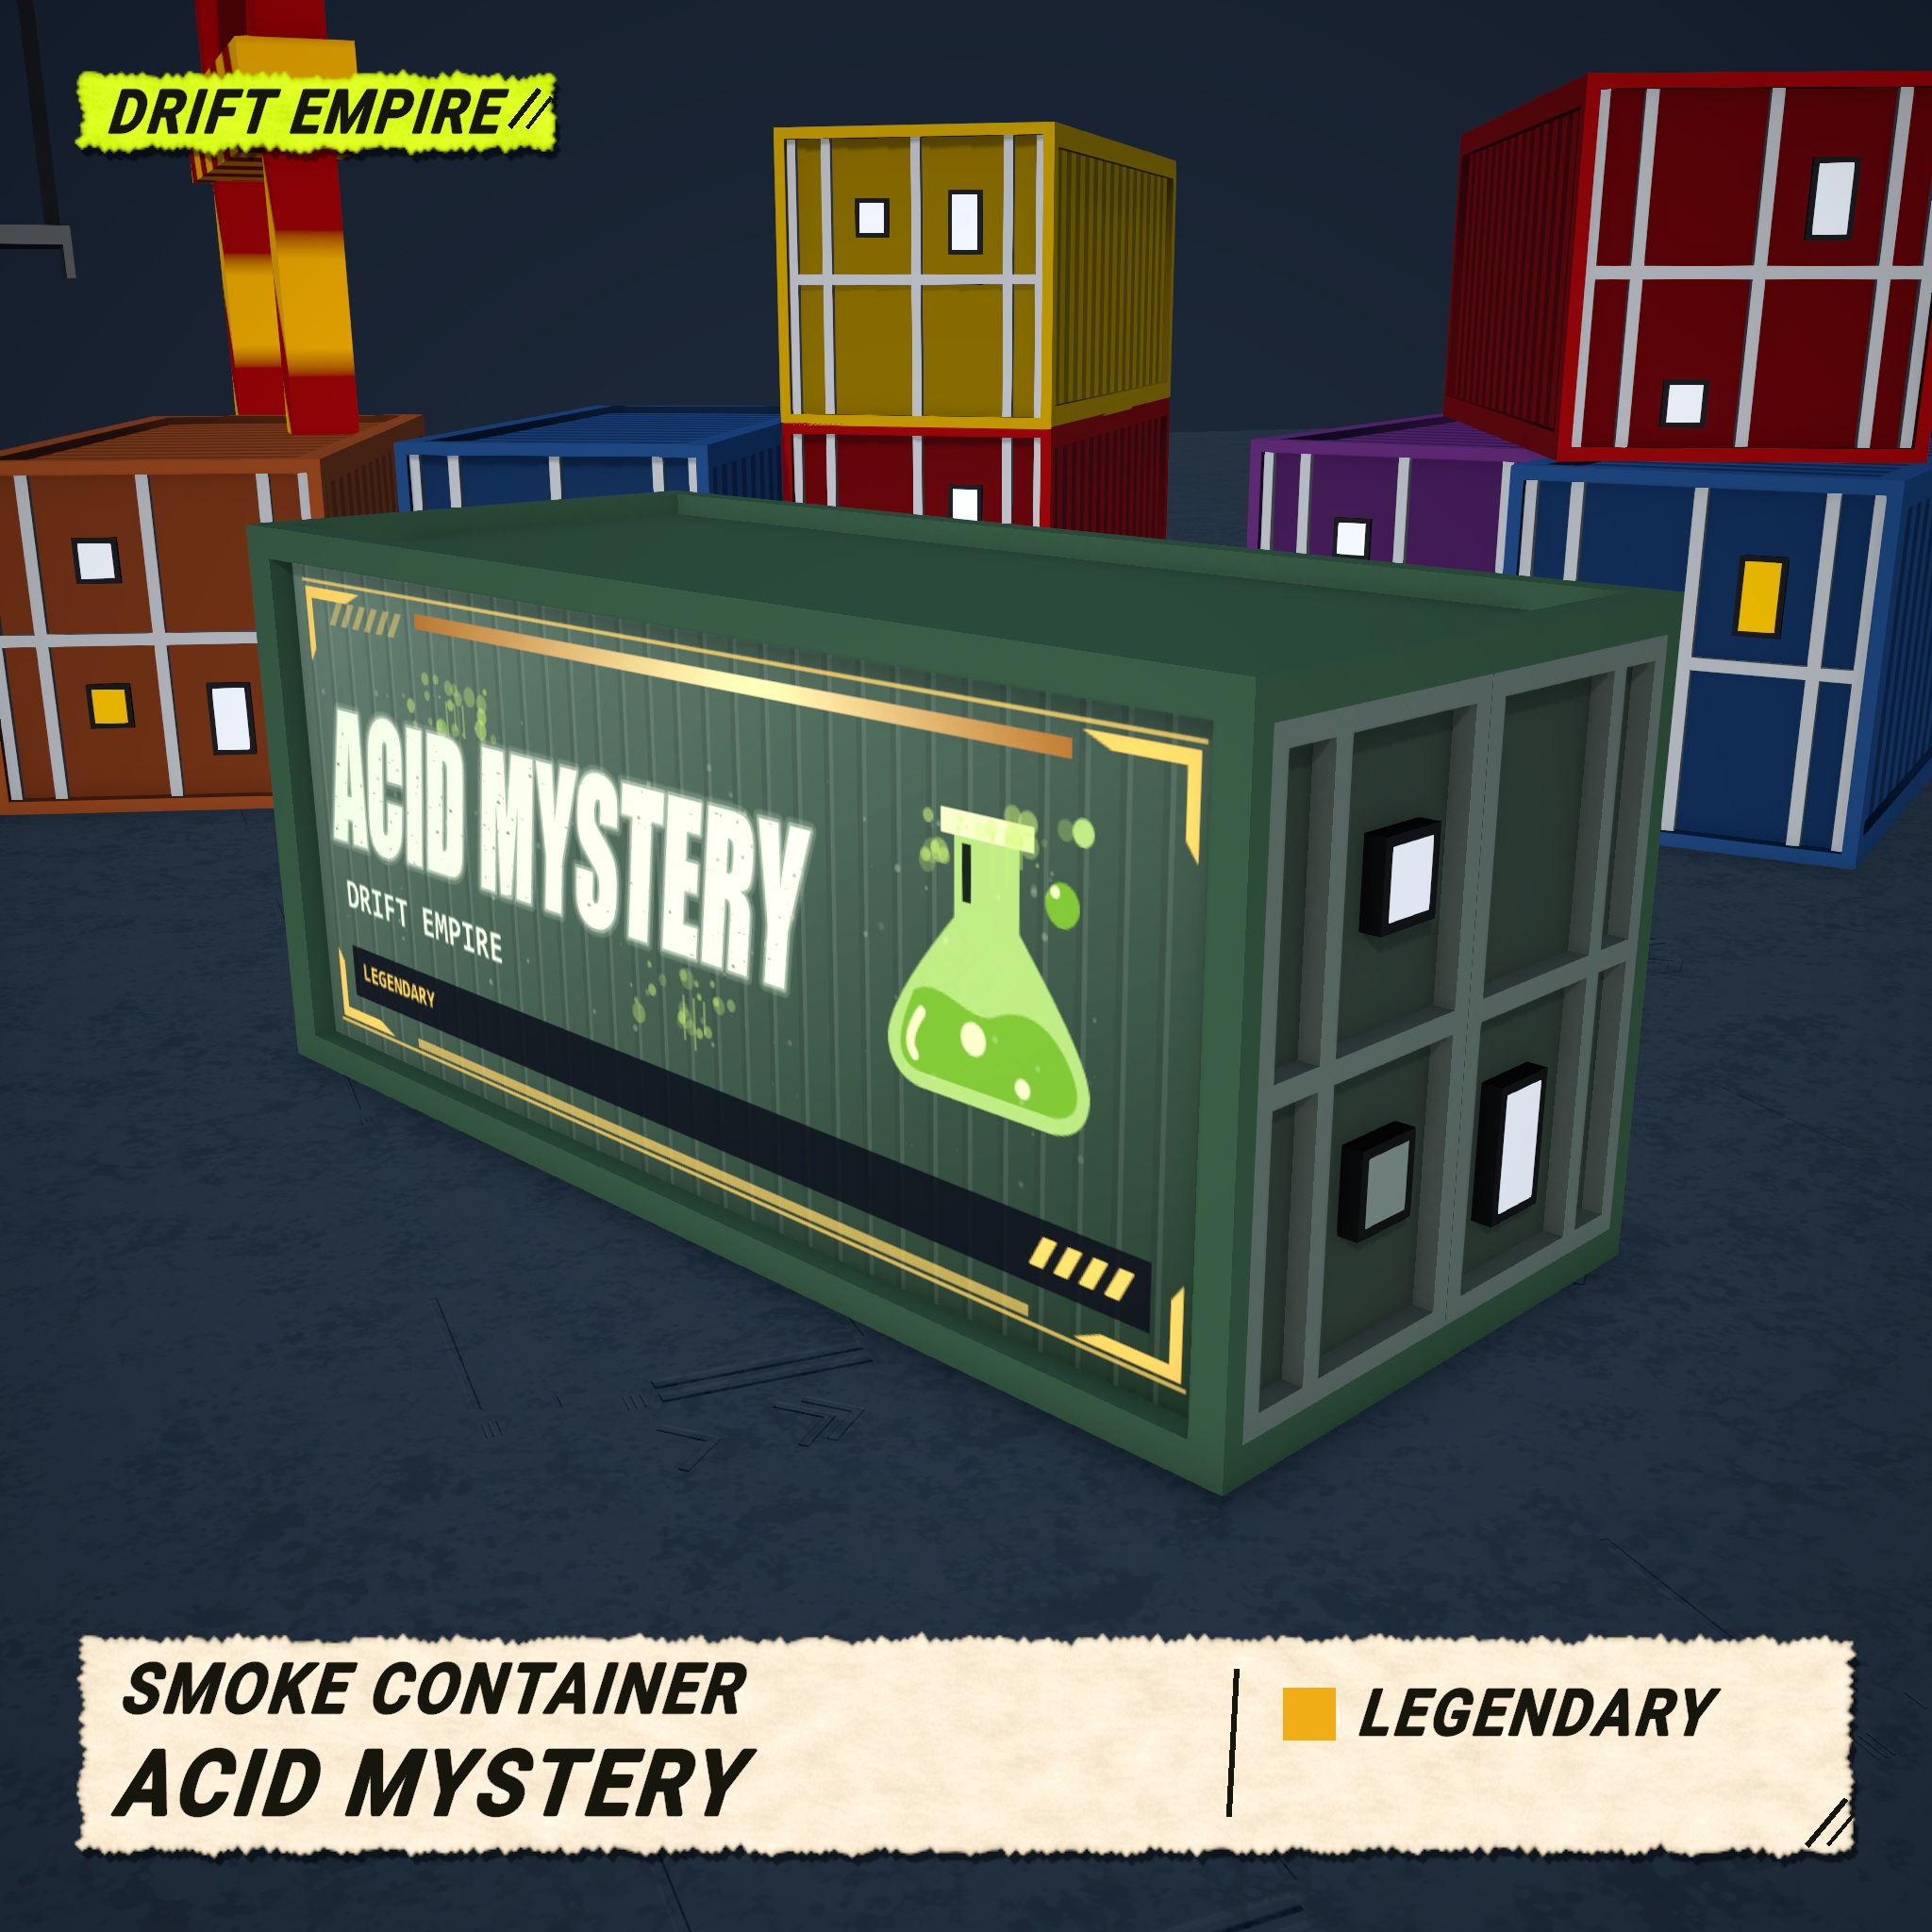 DRIFT EMPIRE//
ACID MYSTERY
DRIFT EMPIRE
LEGENDARY
SMOKE CONTAINER
ACID MYSTERY
LEGENDARY